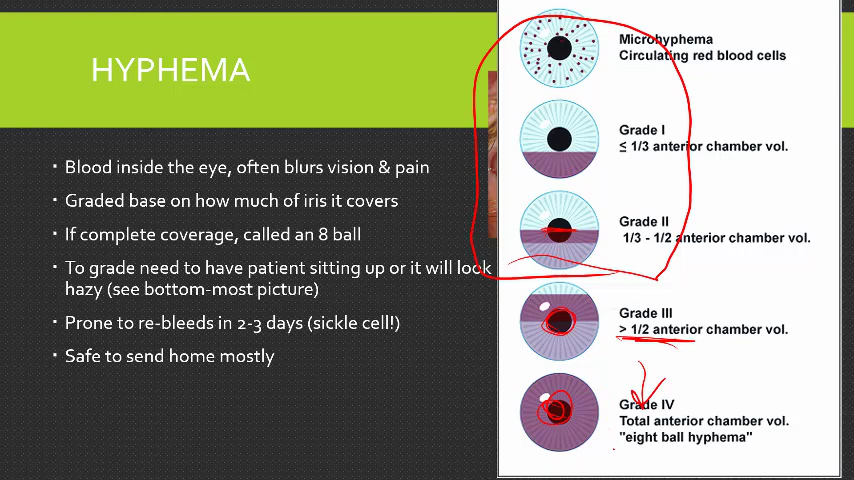 HYPHEMA
Blood inside the eye, often blurs vision & pain
Graded base on how much of iris it covers
If complete coverage, called an 8 ball
To grade need to have patient sitting up or it will look
hazy (see bottom-most picture)
Prone to re-bleeds in 2-3 days (sickle cell!)
Safe to send home mostly
Microhyphema
Circulating red blood cells
Grade I
≤ 1/3 anterior chamber vol.
Grade II
1/3 - 1/2 anterior chamber vol.
Grade III
> 1/2 anterior chamber vol.
Grade IV
Total anterior chamber vol.
"eight ball hyphema"